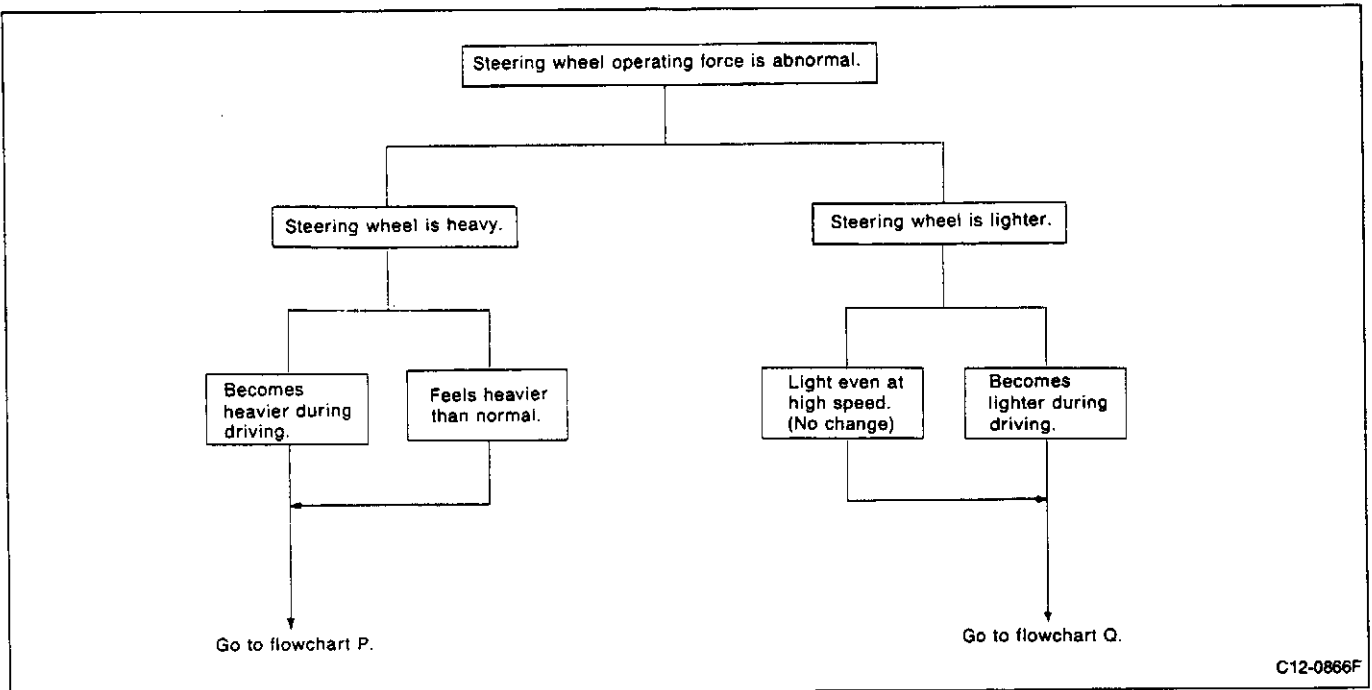 Steering wheel operating force is abnormal.
Steering wheel is heavy.
Steering wheel is lighter.
Becomes
heavier during
driving.
Feels heavier
than normal.
Light even at
high speed.
(No change)
Becomes
lighter during
driving.
Go to flowchart P.
Go to flowchart Q.
C12-0866F